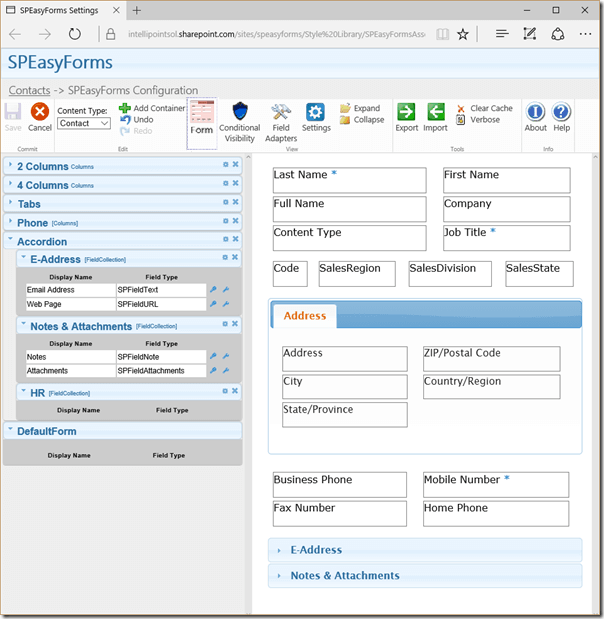 SPEasyForms Settings
intellipointsol.sharepoint.com/sites/speasyforms/Style%20Library/SPEasyFormsAsse
SPEasyForms
Contacts -> SPEasyForms Configuration
Save
Cancel
Commit
Content Type:
Contact
Add Container
Undo
Redo
Edit
Form
Conditional
Visibility
Field
Adapters
Settings
Expand
Collapse
View
Export
Import
Clear Cache
Verbose
Tools
About
Help
Info
2 Columns Columns
4 Columns Columns
Tabs
Phone [Columns]
Accordion
E-Address [FieldCollection]
Display Name Field Type
Email Address SPFieldText
Web Page SPFieldURL
Notes & Attachments [FieldCollection]
Display Name Field Type
Notes SPFieldNote
Attachments SPFieldAttachments
HR [FieldCollection]
Display Name Field Type
DefaultForm
Display Name Field Type
Last Name * First Name
Full Name Company
Content Type Job Title *
Code SalesRegion SalesDivision SalesState
Address
Address ZIP/Postal Code
City Country/Region
State/Province
Business Phone Mobile Number *
Fax Number Home Phone
E-Address
Notes & Attachments